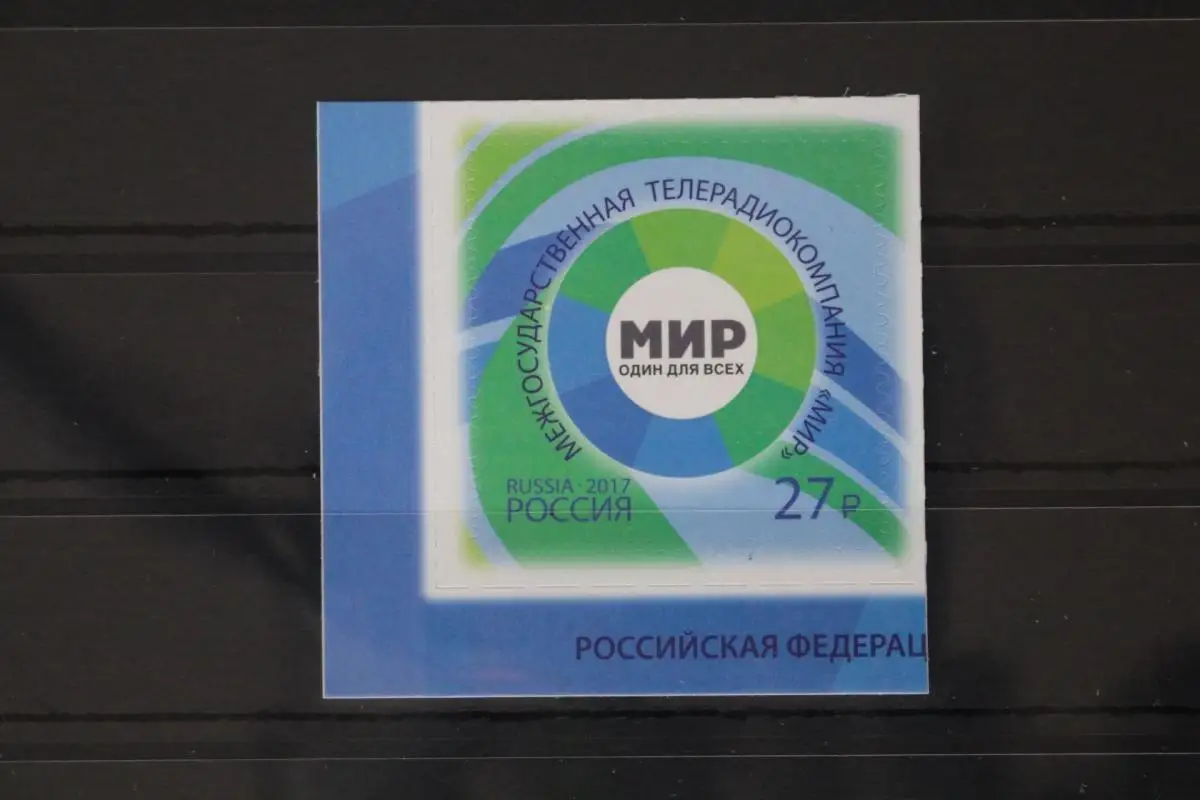 МЕЖГОСУДАРСТВЕННАЯ ТЕЛЕРАДИОКОМПАНИЯ «МИР»
МИР
ОДИН ДЛЯ ВСЕХ
RUSSIA · 2017
РОССИЯ
27 ₽
РОССИЙСКАЯ ФЕДЕРАЦ